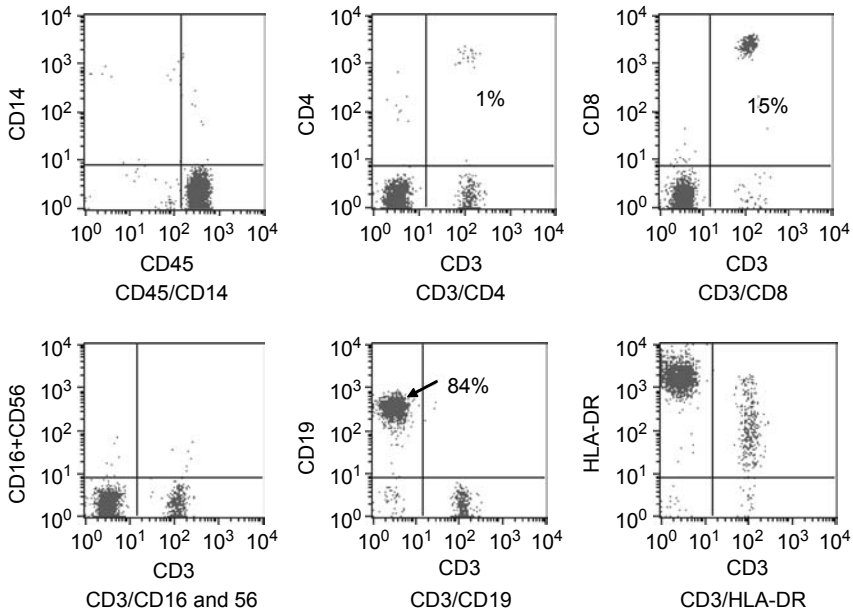 10⁴ 10³ 10² 10¹ 10⁰
CD14
10⁰ 10¹ 10² 10³ 10⁴
CD45
CD45/CD14
10⁴ 10³ 10² 10¹ 10⁰
CD4
1%
10⁰ 10¹ 10² 10³ 10⁴
CD3
CD3/CD4
10⁴ 10³ 10² 10¹ 10⁰
CD8
15%
10⁰ 10¹ 10² 10³ 10⁴
CD3
CD3/CD8
10⁴ 10³ 10² 10¹ 10⁰
CD16+CD56
10⁰ 10¹ 10² 10³ 10⁴
CD3
CD3/CD16 and 56
10⁴ 10³ 10² 10¹ 10⁰
CD19
84%
10⁰ 10¹ 10² 10³ 10⁴
CD3
CD3/CD19
10⁴ 10³ 10² 10¹ 10⁰
HLA-DR
10⁰ 10¹ 10² 10³ 10⁴
CD3
CD3/HLA-DR